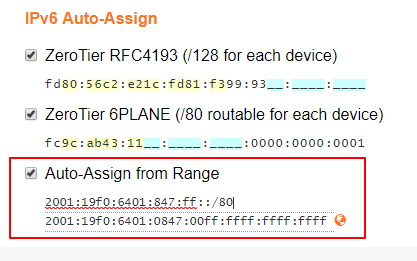 IPv6 Auto-Assign
ZeroTier RFC4193 (/128 for each device)
fd80:56c2:e21c:fd81:f399:93__:____:____
ZeroTier 6PLANE (/80 routable for each device)
fc9c:ab43:11__:____:____:0000:0000:0001
Auto-Assign from Range
2001:19f0:6401:847:ff::/80
2001:19f0:6401:0847:00ff:ffff:ffff:ffff